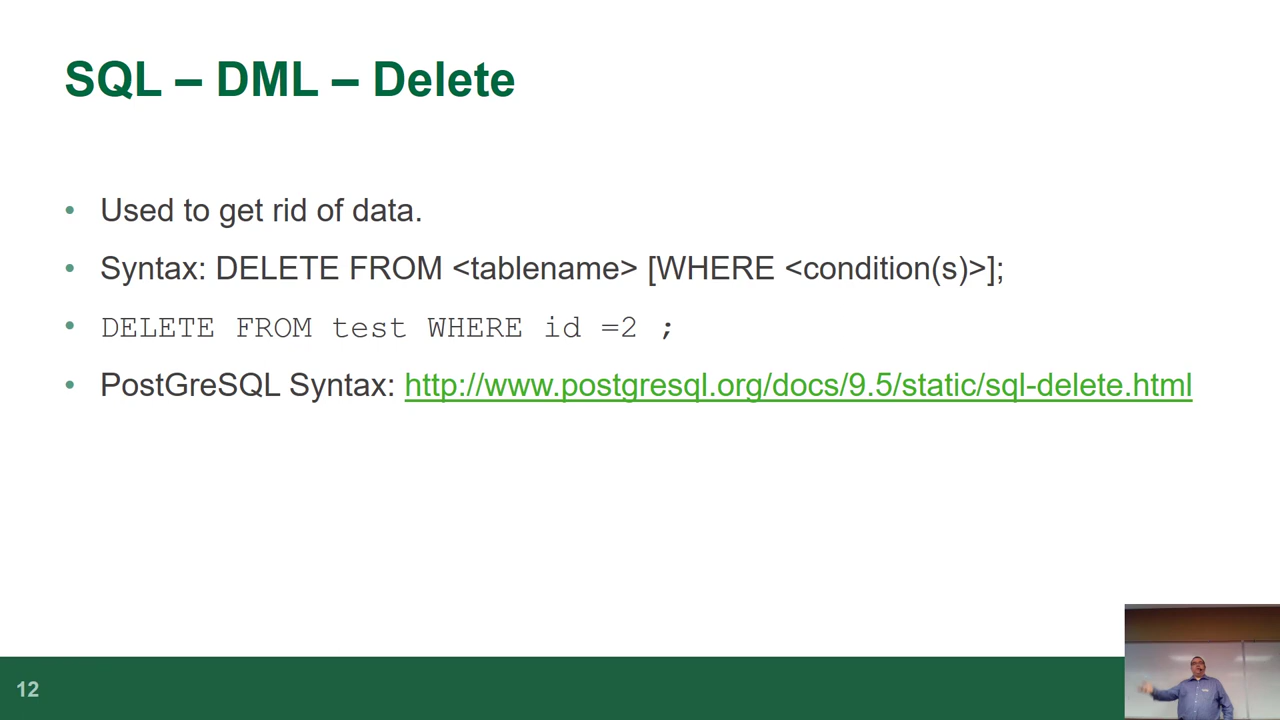 SQL – DML – Delete
• Used to get rid of data.
• Syntax: DELETE FROM <tablename> [WHERE <condition(s)>];
• DELETE FROM test WHERE id =2 ;
• PostGreSQL Syntax: http://www.postgresql.org/docs/9.5/static/sql-delete.html
12